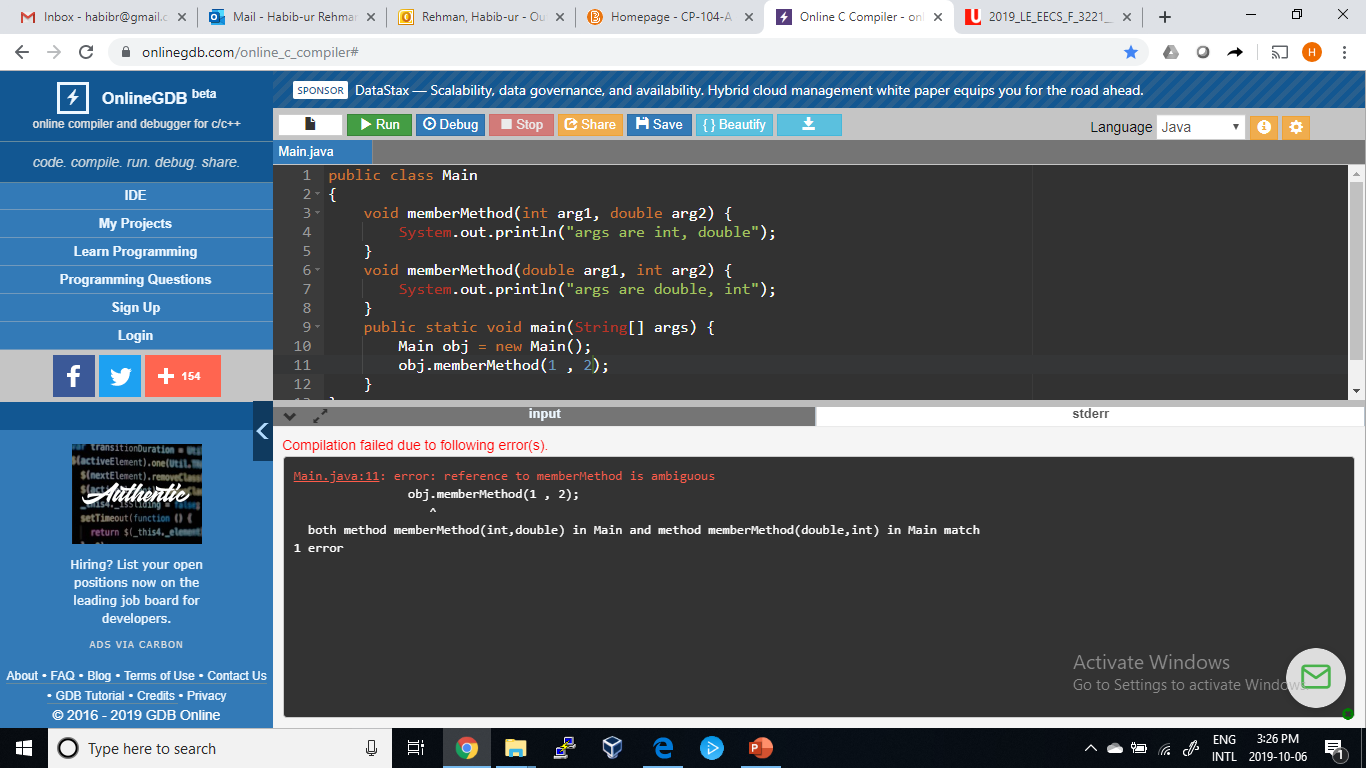 Inbox - habibr@gmail.c
Mail - Habib-ur Rehmar
Rehman, Habib-ur - Ou
Homepage - CP-104-A
Online C Compiler - onl
2019_LE_EECS_F_3221_
onlinegdb.com/online_c_compiler#
H
OnlineGDB beta
online compiler and debugger for c/c++
code. compile. run. debug. share.
IDE
My Projects
Learn Programming
Programming Questions
Sign Up
Login
154
Authentic
Hiring? List your open
positions now on the
leading job board for
developers.
ADS VIA CARBON
About • FAQ • Blog • Terms of Use • Contact Us
• GDB Tutorial • Credits • Privacy
© 2016 - 2019 GDB Online
SPONSOR DataStax — Scalability, data governance, and availability. Hybrid cloud management white paper equips you for the road ahead.
Run Debug Stop Share Save { } Beautify
Language Java
Main.java
1 public class Main
2 {
3 void memberMethod(int arg1, double arg2) {
4 System.out.println("args are int, double");
5 }
6 void memberMethod(double arg1, int arg2) {
7 System.out.println("args are double, int");
8 }
9 public static void main(String[] args) {
10 Main obj = new Main();
11 obj.memberMethod(1 , 2);
12 }
input
stderr
Compilation failed due to following error(s).
Main.java:11: error: reference to memberMethod is ambiguous
obj.memberMethod(1 , 2);
^
both method memberMethod(int,double) in Main and method memberMethod(double,int) in Main match
1 error
Activate Windows
Go to Settings to activate Windows.
Type here to search
ENG
INTL
3:26 PM
2019-10-06
1